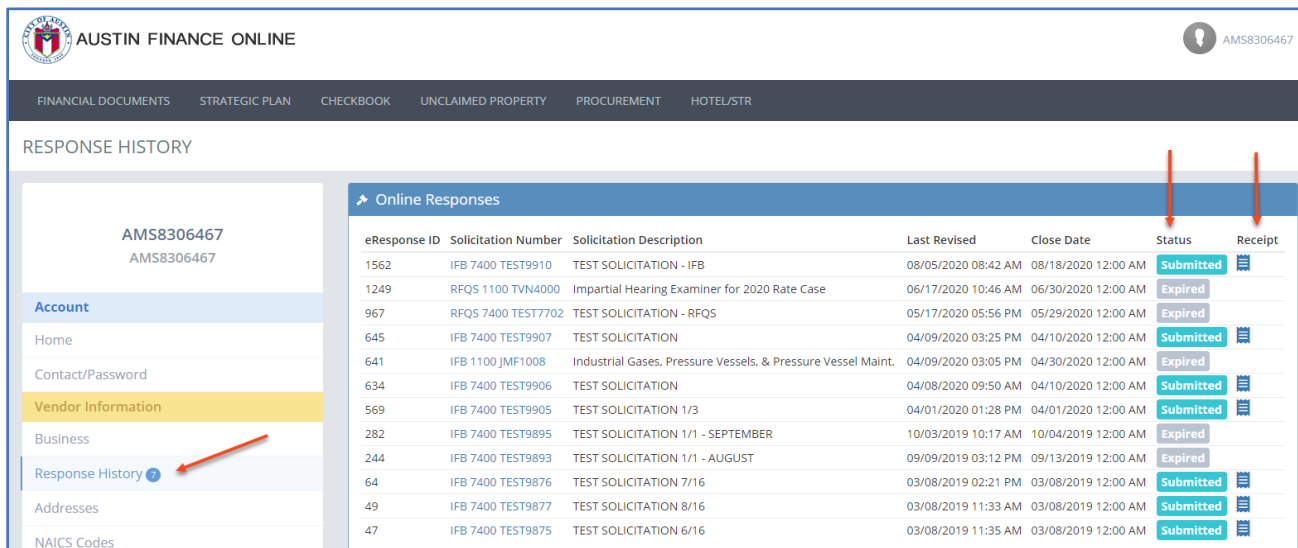 CITY OF AUSTIN
FOUNDED 1839
AUSTIN FINANCE ONLINE
AMS8306467
FINANCIAL DOCUMENTS STRATEGIC PLAN CHECKBOOK UNCLAIMED PROPERTY PROCUREMENT HOTEL/STR
RESPONSE HISTORY
AMS8306467
AMS8306467
Account
Home
Contact/Password
Vendor Information
Business
Response History 7
Addresses
NAICS Codes
Online Responses
eResponse ID Solicitation Number Solicitation Description Last Revised Close Date Status Receipt
1562 IFB 7400 TEST9910 TEST SOLICITATION - IFB 08/05/2020 08:42 AM 08/18/2020 12:00 AM Submitted
1249 RFQS 1100 TVN4000 Impartial Hearing Examiner for 2020 Rate Case 06/17/2020 10:46 AM 06/30/2020 12:00 AM Expired
967 RFQS 7400 TEST7702 TEST SOLICITATION - RFQS 05/17/2020 05:56 PM 05/29/2020 12:00 AM Expired
645 IFB 7400 TEST9907 TEST SOLICITATION 04/09/2020 03:25 PM 04/10/2020 12:00 AM Submitted
641 IFB 1100 JMF1008 Industrial Gases, Pressure Vessels, & Pressure Vessel Maint. 04/09/2020 03:05 PM 04/30/2020 12:00 AM Expired
634 IFB 7400 TEST9906 TEST SOLICITATION 04/08/2020 09:50 AM 04/10/2020 12:00 AM Submitted
569 IFB 7400 TEST9905 TEST SOLICITATION 1/3 04/01/2020 01:28 PM 04/01/2020 12:00 AM Submitted
282 IFB 7400 TEST9895 TEST SOLICITATION 1/1 - SEPTEMBER 10/03/2019 10:17 AM 10/04/2019 12:00 AM Expired
244 IFB 7400 TEST9893 TEST SOLICITATION 1/1 - AUGUST 09/09/2019 03:12 PM 09/13/2019 12:00 AM Expired
64 IFB 7400 TEST9876 TEST SOLICITATION 7/16 03/08/2019 02:21 PM 03/08/2019 12:00 AM Submitted
49 IFB 7400 TEST9877 TEST SOLICITATION 8/16 03/08/2019 11:33 AM 03/08/2019 12:00 AM Submitted
47 IFB 7400 TEST9875 TEST SOLICITATION 6/16 03/08/2019 11:35 AM 03/08/2019 12:00 AM Submitted